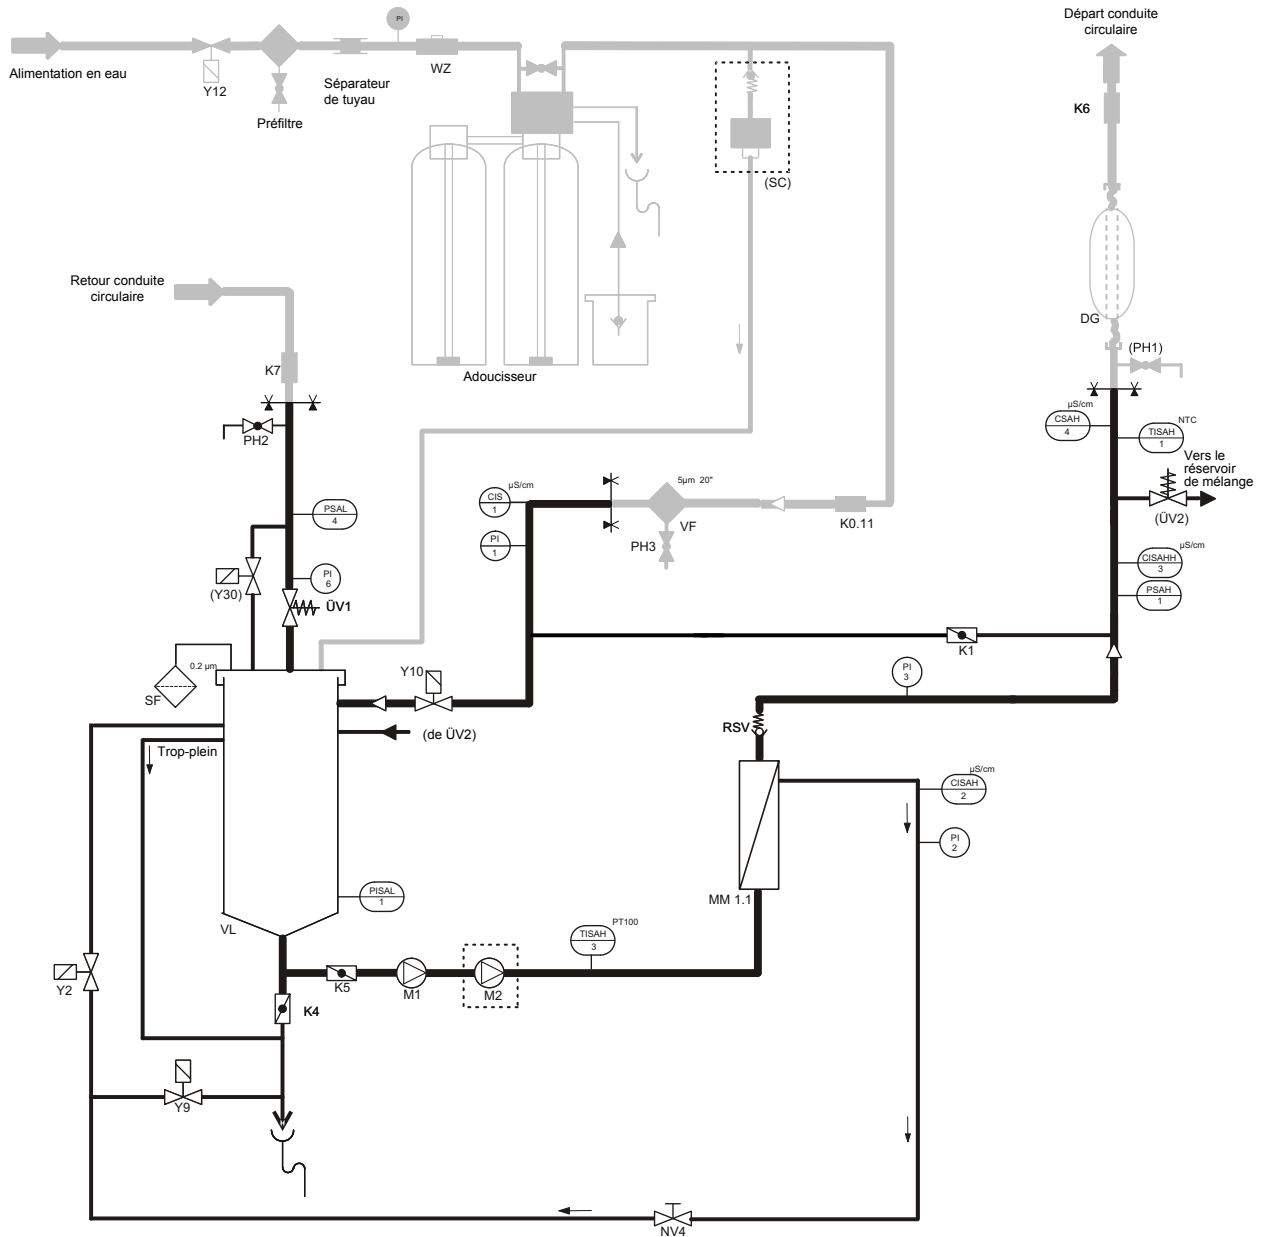 Départ conduite
circulaire
PI
Alimentation en eau
Y12
Préfiltre
Séparateur
de tuyau
WZ
K6
(SC)
Retour conduite
circulaire
K7
Adoucisseur
DG
(PH1)
PH2
µS/cm
CSAH
4
NTC
TISAH
1
Vers le
réservoir
de mélange
(ÜV2)
PSAL
4
µS/cm
CIS
1
PI
1
5µm 20"
VF
PH3
K0.11
µS/cm
CISAHH
3
PSAH
1
PI
6
(Y30)
ÜV1
K1
0.2 µm
SF
Y10
PI
3
RSV
(de ÜV2)
Trop-plein
µS/cm
CISAH
2
PI
2
PISAL
1
MM 1.1
VL
PT100
TISAH
3
Y2
K5
M1
M2
K4
Y9
NV4